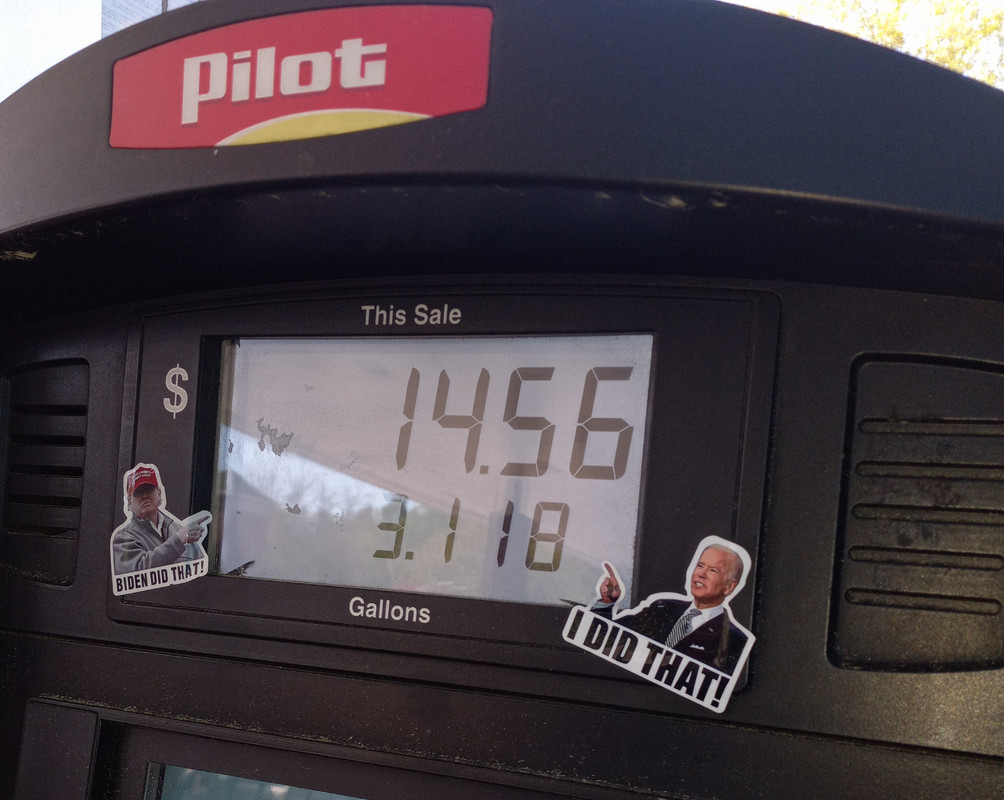 Pilot
This Sale
$
14.56
3.118
Gallons
BIDEN DID THAT!
I DID THAT!